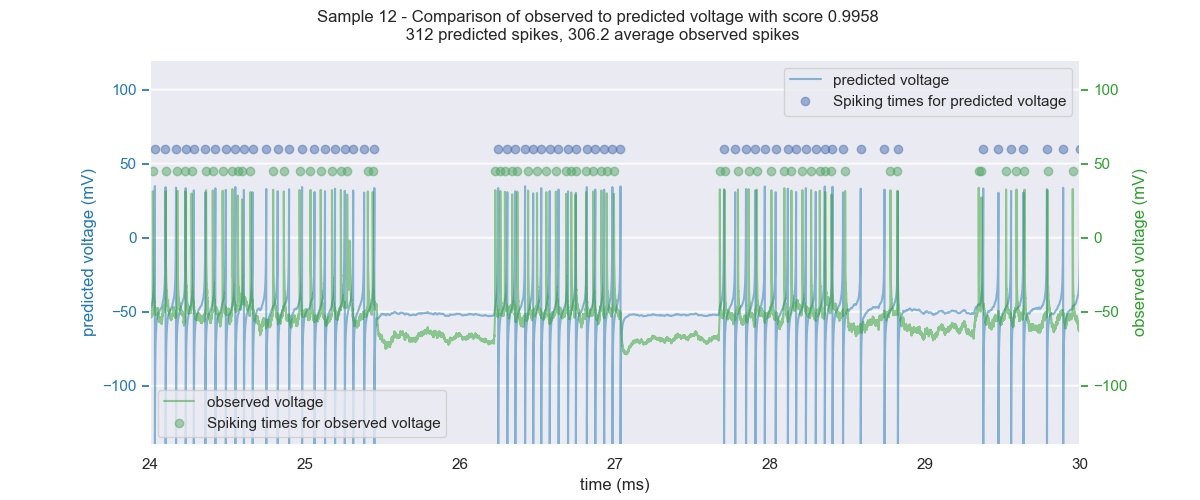 Sample 12 - Comparison of observed to predicted voltage with score 0.9958
312 predicted spikes, 306.2 average observed spikes
predicted voltage
Spiking times for predicted voltage
100
50
0
−50
−100
predicted voltage (mV)
100
50
0
−50
−100
observed voltage (mV)
observed voltage
Spiking times for observed voltage
24
25
26
27
28
29
30
time (ms)